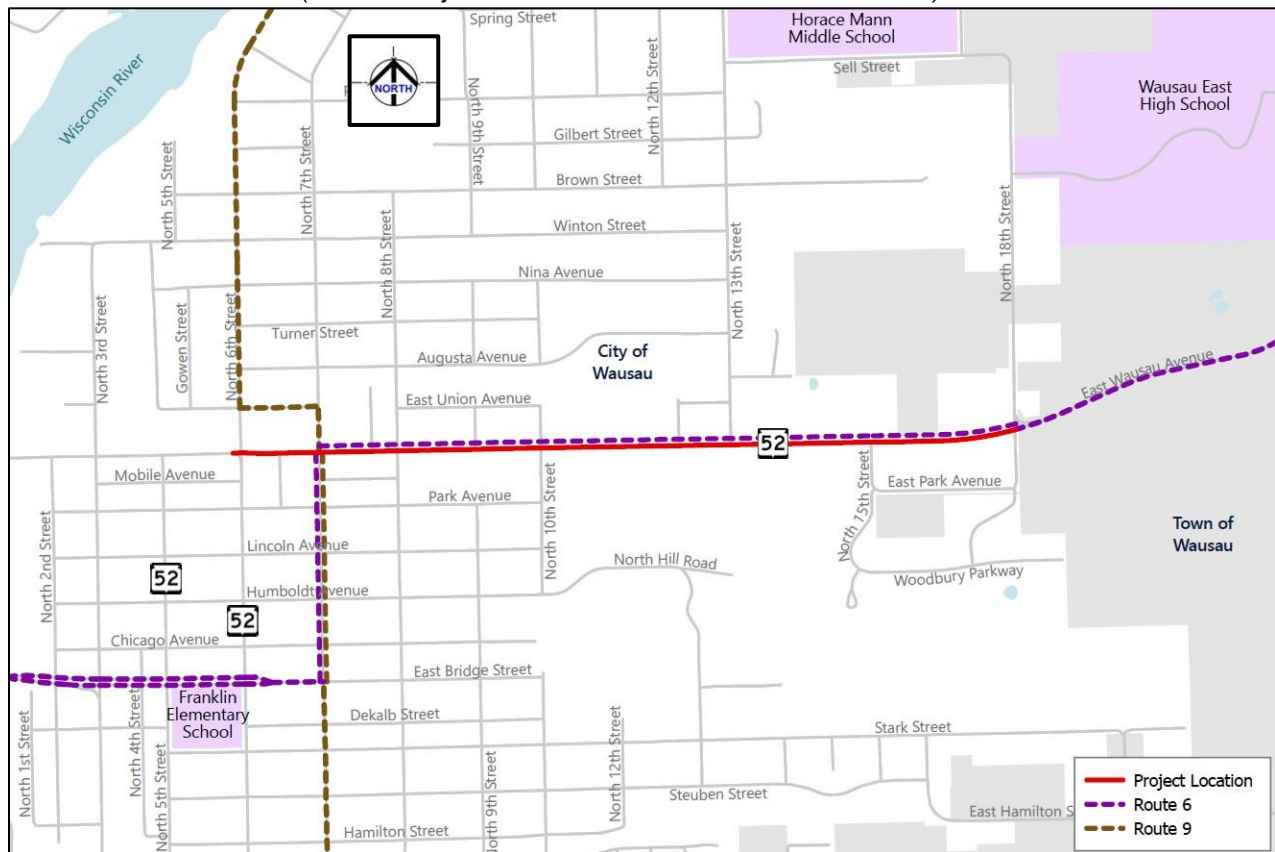 Spring Street
Horace Mann
Middle School
Sell Street
Wausau East
High School
Wisconsin River
NORTH
North 12th Street
North 9th Street
North 7th Street
North 5th Street
Gilbert Street
Brown Street
North 18th Street
Winton Street
North 8th Street
Nina Avenue
North 13th Street
Turner Street
North 3rd Street
Gowen Street
North 6th Street
Augusta Avenue
City of
Wausau
East Wausau Avenue
East Union Avenue
52
Mobile Avenue
Park Avenue
North 10th Street
East Park Avenue
North 2nd Street
Lincoln Avenue
North 15th Street
Town of
Wausau
North Hill Road
52
Humboldt Avenue
Woodbury Parkway
52
Chicago Avenue
East Bridge Street
Franklin
Elementary
School
Dekalb Street
North 1st Street
North 4th Street
North 5th Street
Stark Street
North 9th Street
North 12th Street
Steuben Street
East Hamilton
Hamilton Street
Project Location
Route 6
Route 9